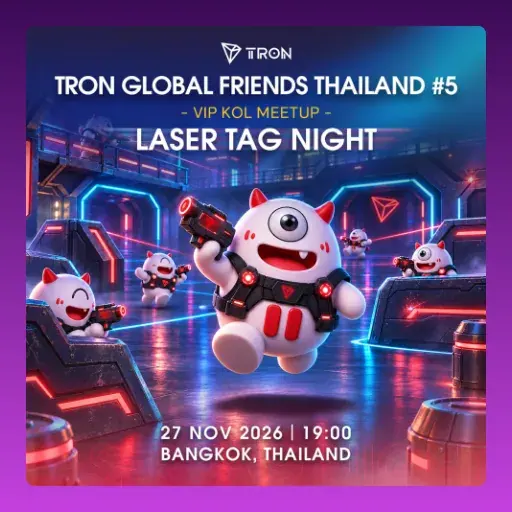 TRON
TRON GLOBAL FRIENDS THAILAND #5
- VIP KOL MEETUP -
LASER TAG NIGHT
27 NOV 2026 | 19:00
BANGKOK, THAILAND